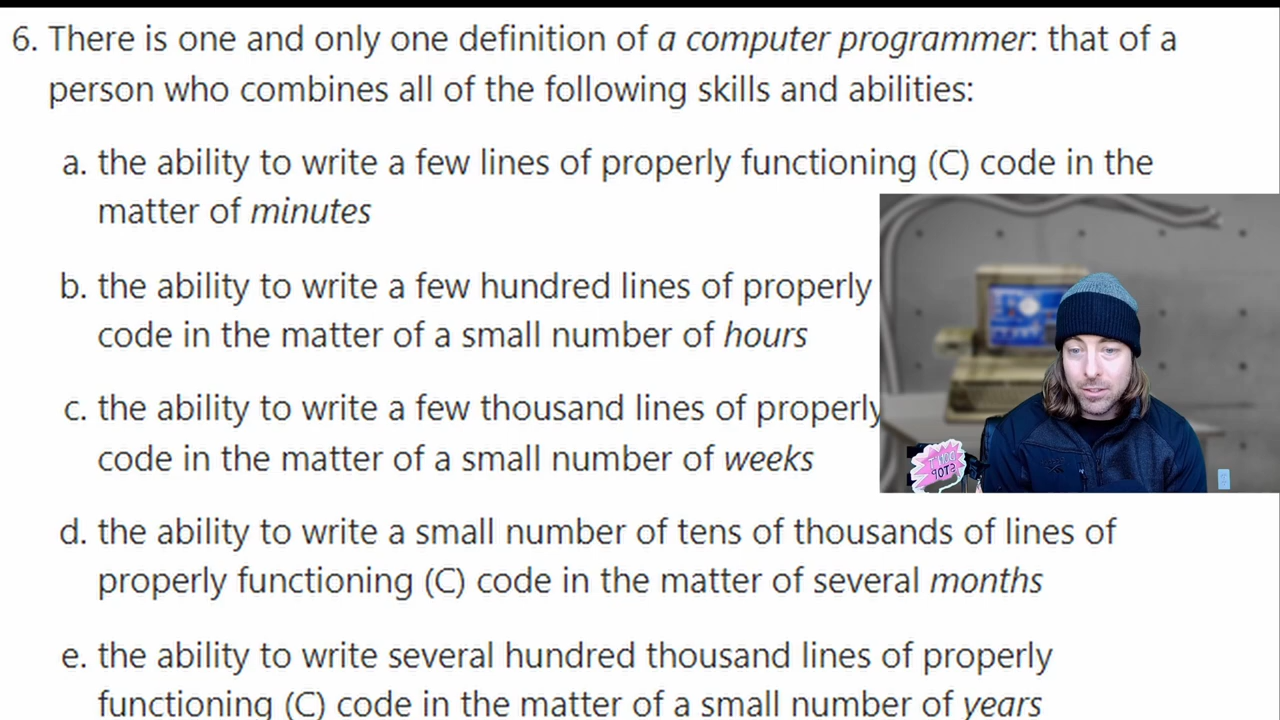 6. There is one and only one definition of a computer programmer: that of a
person who combines all of the following skills and abilities:
a. the ability to write a few lines of properly functioning (C) code in the
matter of minutes
b. the ability to write a few hundred lines of properly
code in the matter of a small number of hours
c. the ability to write a few thousand lines of properly
code in the matter of a small number of weeks
d. the ability to write a small number of tens of thousands of lines of
properly functioning (C) code in the matter of several months
e. the ability to write several hundred thousand lines of properly
functioning (C) code in the matter of a small number of years